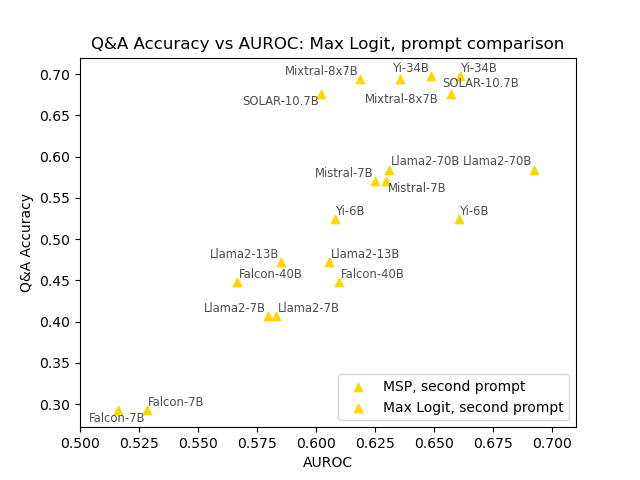 Q&A Accuracy vs AUROC: Max Logit, prompt comparison
Mixtral-8x7B
Yi-34B
Yi-34B
SOLAR-10.7B
SOLAR-10.7B
Mixtral-8x7B
Llama2-70B
Llama2-70B
Mistral-7B
Mistral-7B
Yi-6B
Yi-6B
Llama2-13B
Llama2-13B
Falcon-40B
Falcon-40B
Llama2-7B
Llama2-7B
Falcon-7B
Falcon-7B
0.70
0.65
0.60
0.55
0.50
0.45
0.40
0.35
0.30
Q&A Accuracy
MSP, second prompt
Max Logit, second prompt
0.500 0.525 0.550 0.575 0.600 0.625 0.650 0.675 0.700
AUROC